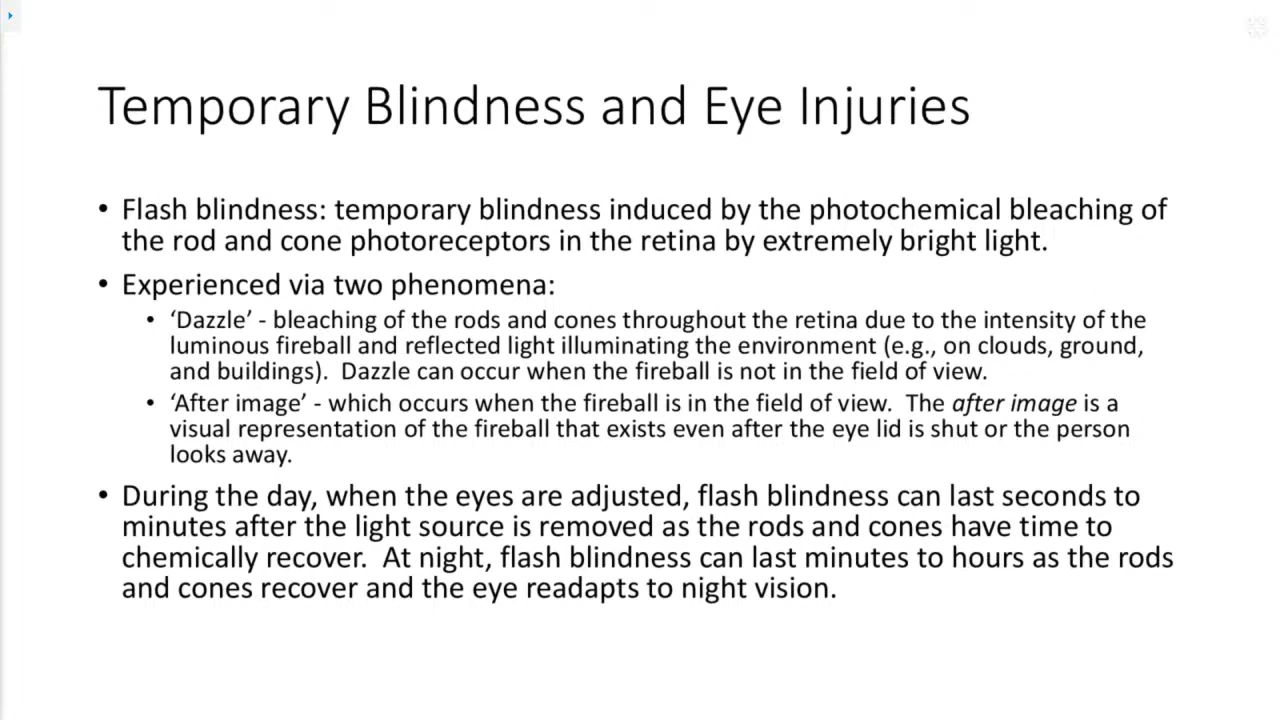 Temporary Blindness and Eye Injuries
• Flash blindness: temporary blindness induced by the photochemical bleaching of
the rod and cone photoreceptors in the retina by extremely bright light.
• Experienced via two phenomena:
• ‘Dazzle’ - bleaching of the rods and cones throughout the retina due to the intensity of the
luminous fireball and reflected light illuminating the environment (e.g., on clouds, ground,
and buildings).  Dazzle can occur when the fireball is not in the field of view.
• ‘After image’ - which occurs when the fireball is in the field of view.  The after image is a
visual representation of the fireball that exists even after the eye lid is shut or the person
looks away.
• During the day, when the eyes are adjusted, flash blindness can last seconds to
minutes after the light source is removed as the rods and cones have time to
chemically recover.  At night, flash blindness can last minutes to hours as the rods
and cones recover and the eye readapts to night vision.